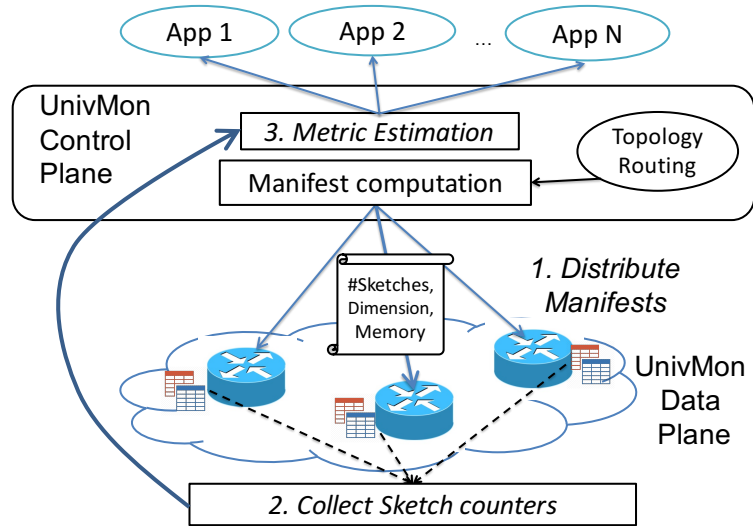 App 1
App 2
...
App N
UnivMon
Control
Plane
3. Metric Estimation
Topology
Routing
Manifest computation
#Sketches,
Dimension,
Memory
1. Distribute
Manifests
UnivMon
Data
Plane
2. Collect Sketch counters